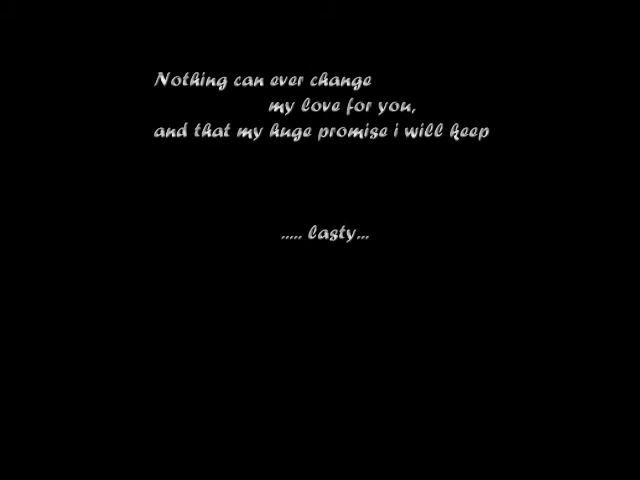 Nothing can ever change
my love for you,
and that my huge promise i will keep
..... lasty...